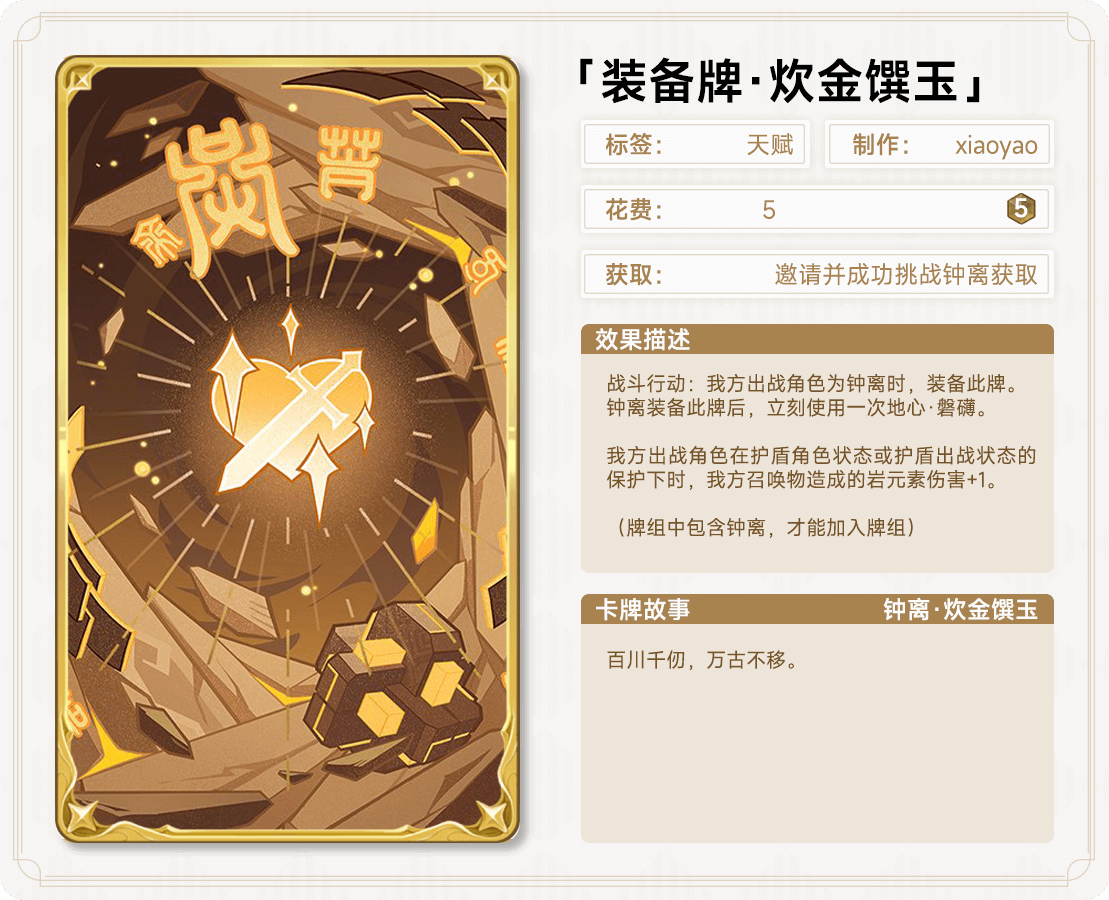 「装备牌·炊金馔玉」
标签： 天赋
制作： xiaoyao
花费： 5 5
获取： 邀请并成功挑战钟离获取
效果描述
战斗行动：我方出战角色为钟离时，装备此牌。
钟离装备此牌后，立刻使用一次地心·磐礴。
我方出战角色在护盾角色状态或护盾出战状态的
保护下时，我方召唤物造成的岩元素伤害+1。
（牌组中包含钟离，才能加入牌组）
卡牌故事 钟离·炊金馔玉
百川千仞，万古不移。